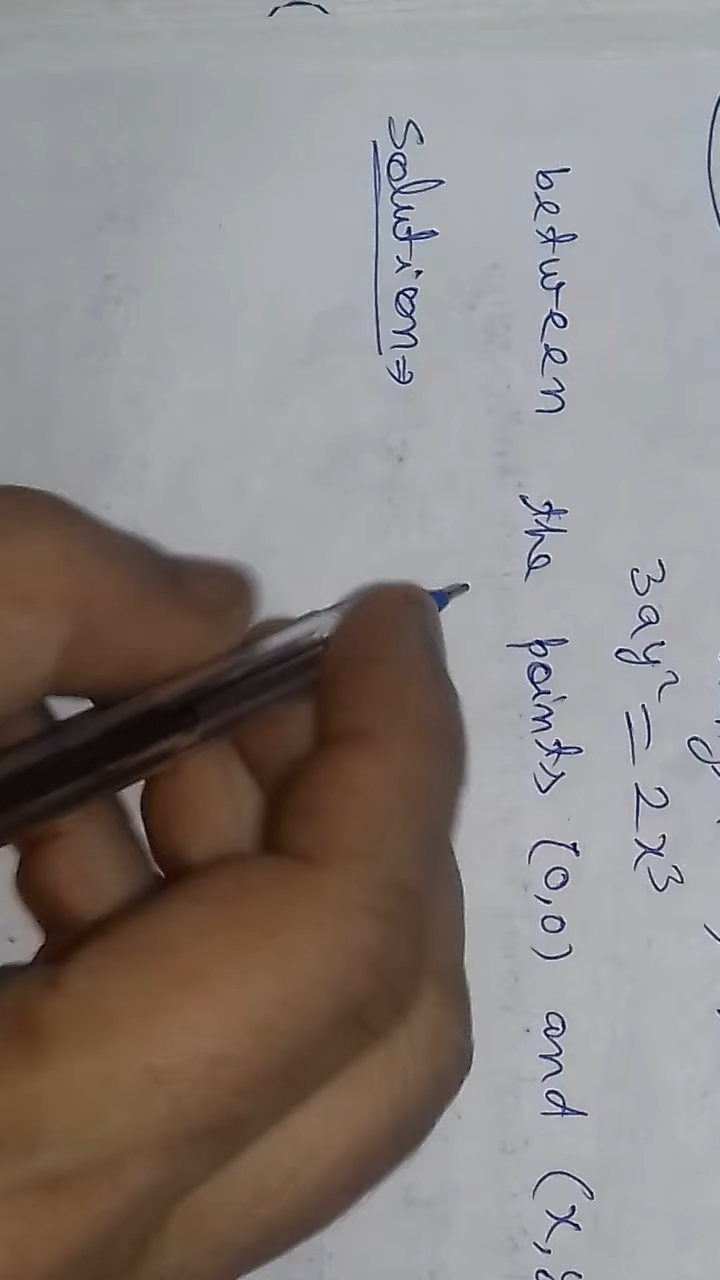 3ay² = 2x³
between the points (0,0) and (x,
Solution ⇒